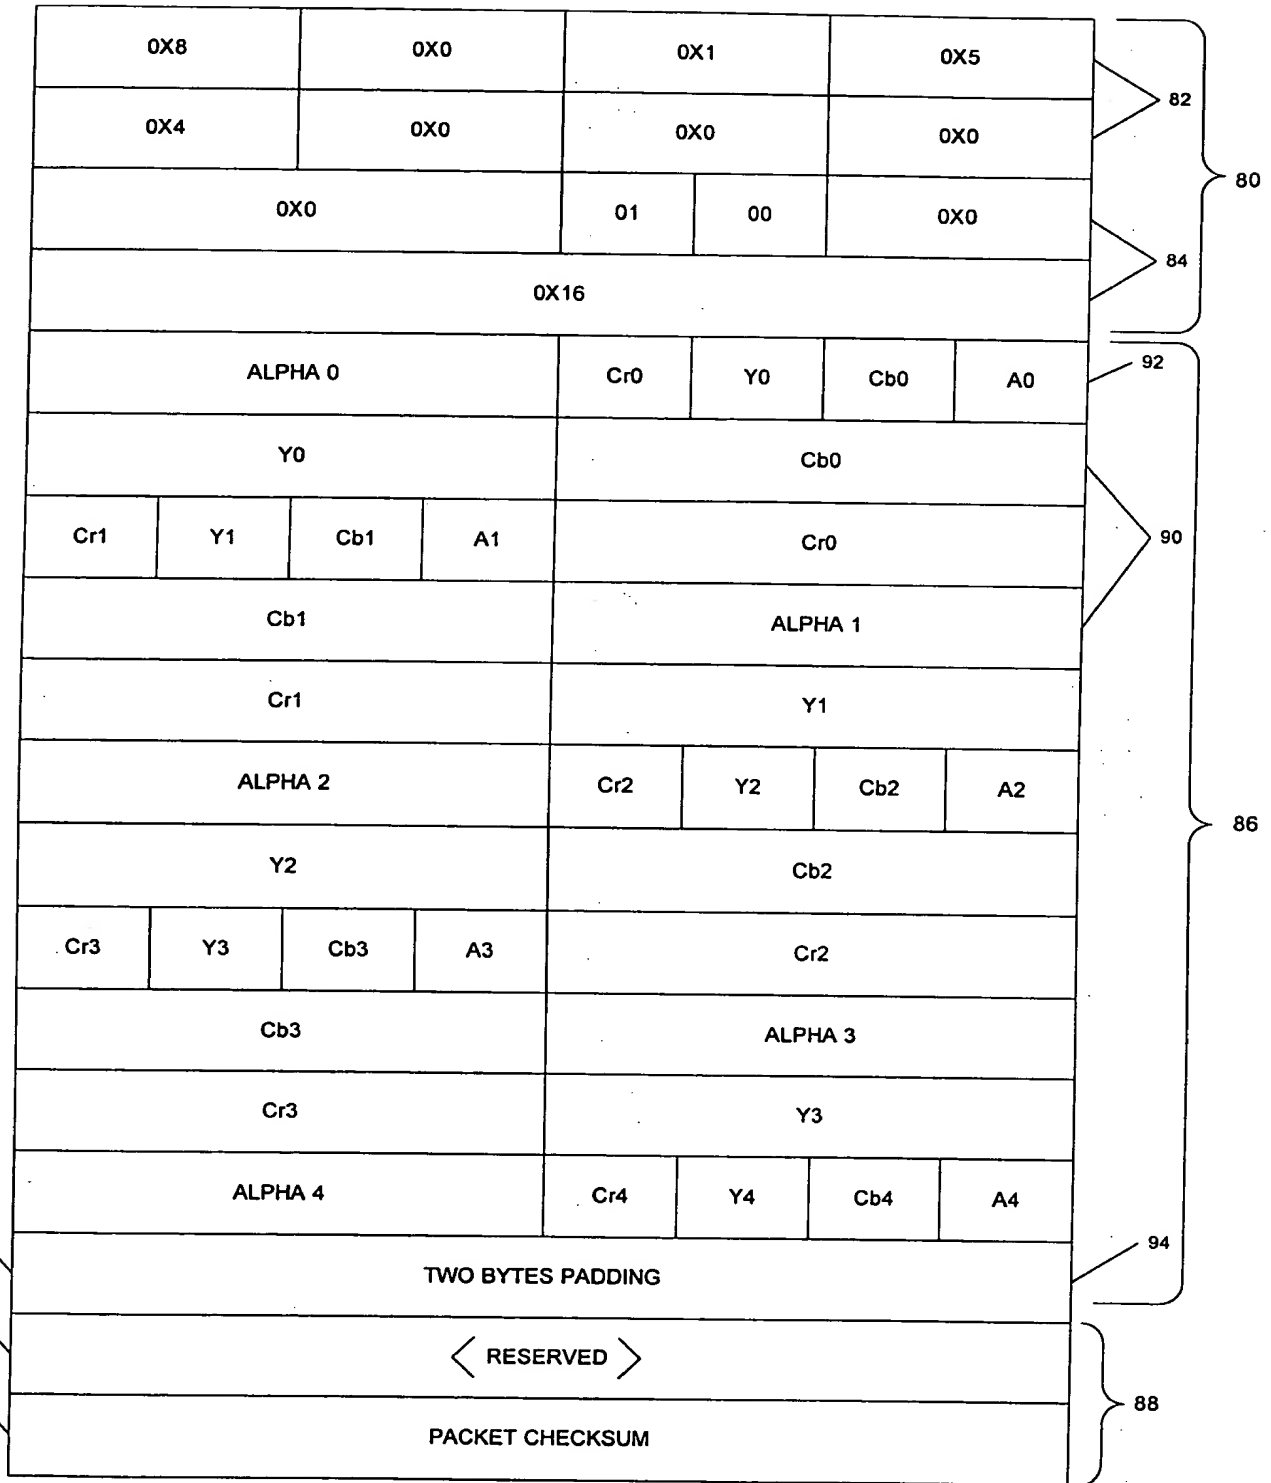 0X8 0X0 0X1 0X5
82
0X4 0X0 0X0 0X0
80
0X0 01 00 0X0
84
0X16
ALPHA 0 Cr0 Y0 Cb0 A0
92
Y0 Cb0
Cr1 Y1 Cb1 A1 Cr0
90
Cb1 ALPHA 1
Cr1 Y1
ALPHA 2 Cr2 Y2 Cb2 A2
86
Y2 Cb2
Cr3 Y3 Cb3 A3 Cr2
Cb3 ALPHA 3
Cr3 Y3
ALPHA 4 Cr4 Y4 Cb4 A4
94
TWO BYTES PADDING
< RESERVED >
88
PACKET CHECKSUM